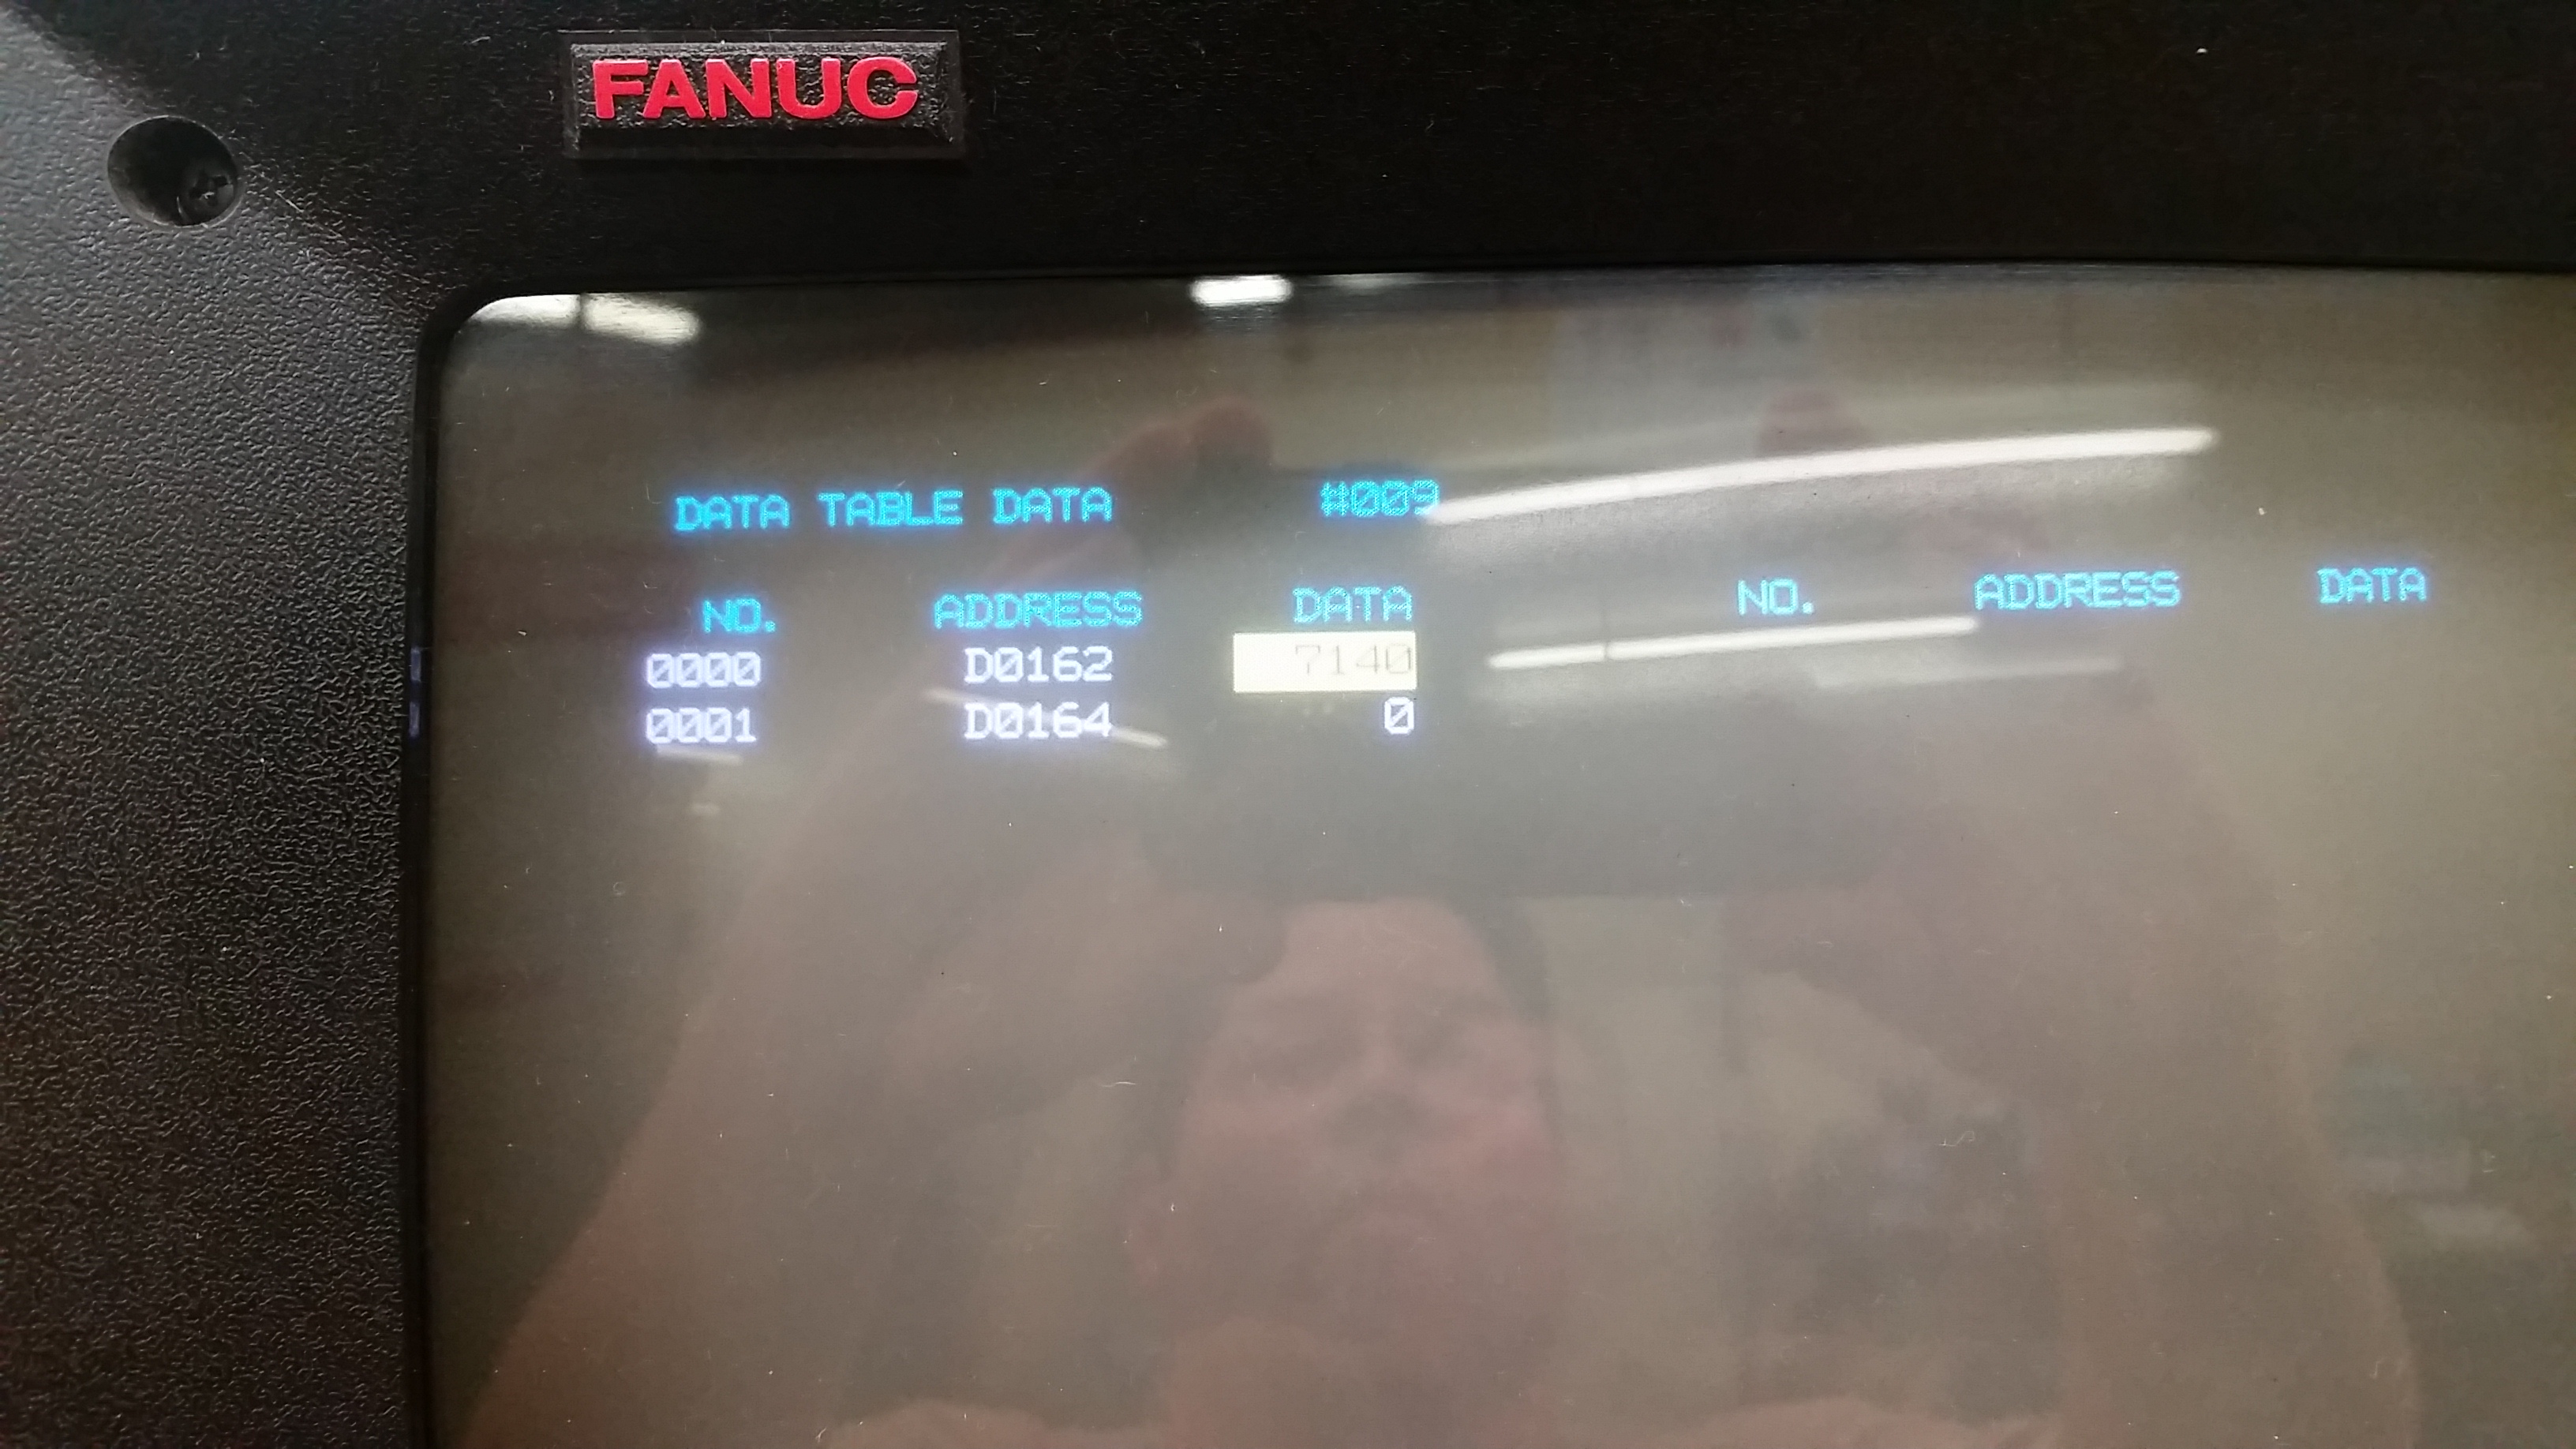 FANUC
DATA TABLE DATA #009
NO. ADDRESS DATA NO. ADDRESS DATA
0000 D0162 7140
0001 D0164 0